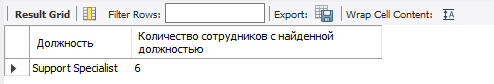 Result Grid Filter Rows: Export: Wrap Cell Content:
Должность Количество сотрудников с найденной
должностью
Support Specialist 6